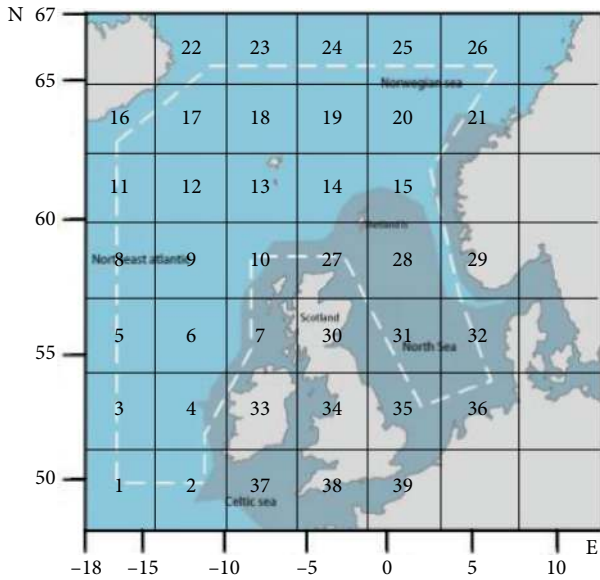 N 67
22 23 24 25 26
65
Norwegian sea
16 17 18 19 20 21
11 12 13 14 15
60
Shetland Is
8 Northeast atlantic 9 10 27 28 29
Scotland
5 6 7 30 31 32
North Sea
55
3 4 33 34 35 36
50
1 2 37 38 39
Celtic sea
E
–18 –15 –10 –5 0 5 10